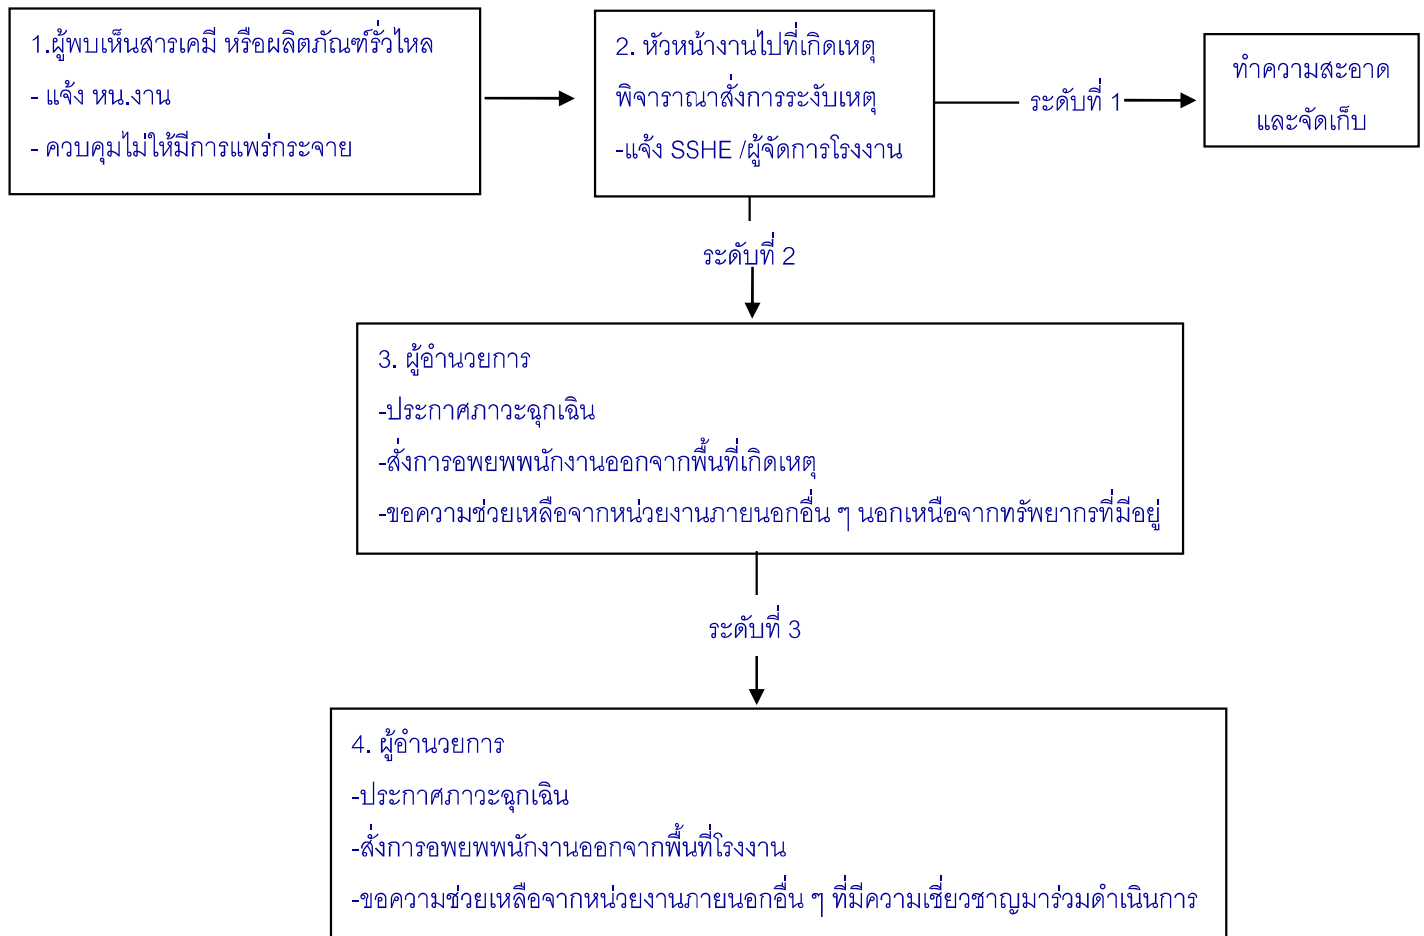 1.ผู้พบเห็นสารเคมี หรือผลิตภัณฑ์รั่วไหล
- แจ้ง หน.งาน
- ควบคุมไม่ให้มีการแพร่กระจาย
2. หัวหน้างานไปที่เกิดเหตุ
พิจาราณาสั่งการระงับเหตุ
-แจ้ง SSHE /ผู้จัดการโรงงาน
ระดับที่ 1
ทำความสะอาด
และจัดเก็บ
ระดับที่ 2
3. ผู้อำนวยการ
-ประกาศภาวะฉุกเฉิน
-สั่งการอพยพพนักงานออกจากพื้นที่เกิดเหตุ
-ขอความช่วยเหลือจากหน่วยงานภายนอกอื่น ๆ นอกเหนือจากทรัพยากรที่มีอยู่
ระดับที่ 3
4. ผู้อำนวยการ
-ประกาศภาวะฉุกเฉิน
-สั่งการอพยพพนักงานออกจากพื้นที่โรงงาน
-ขอความช่วยเหลือจากหน่วยงานภายนอกอื่น ๆ ที่มีความเชี่ยวชาญมาร่วมดำเนินการ